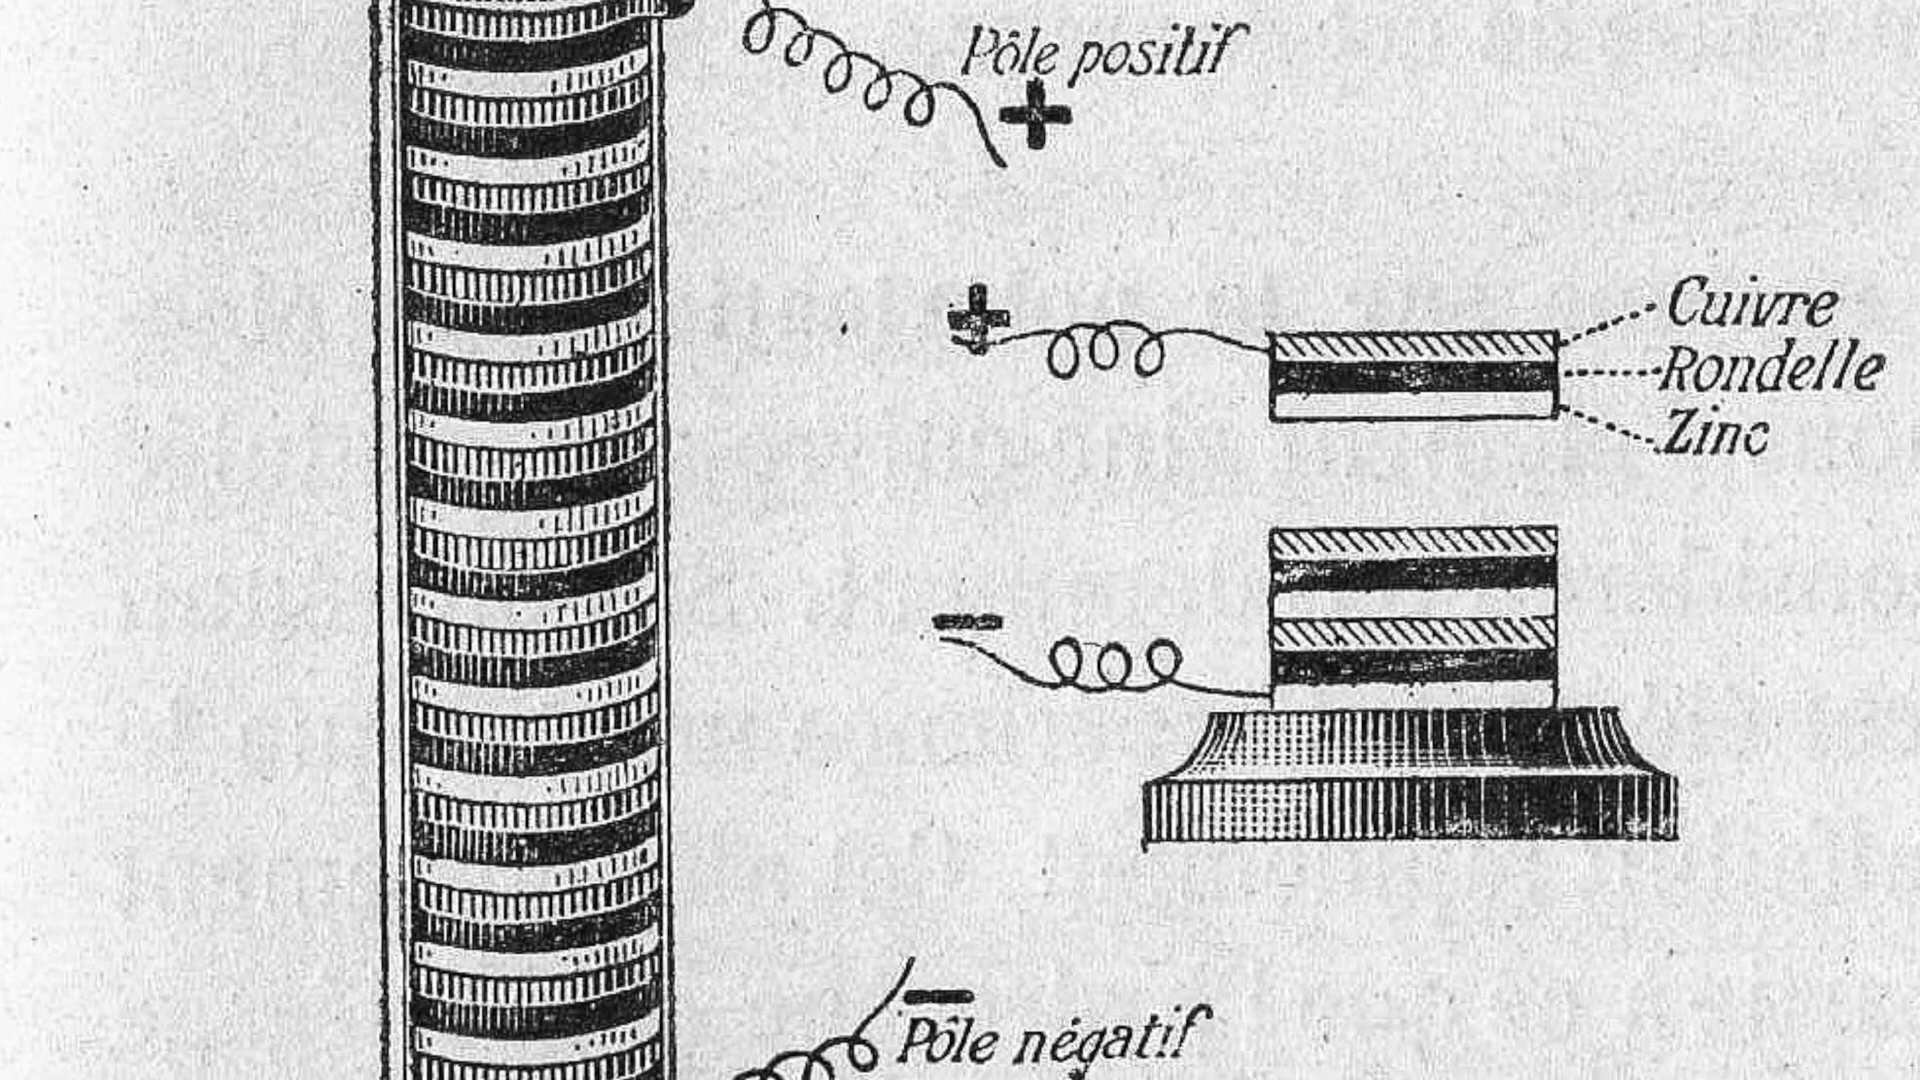 Pôle positif
+
+
Cuivre
Rondelle
Zinc
−
−
Pôle négatif